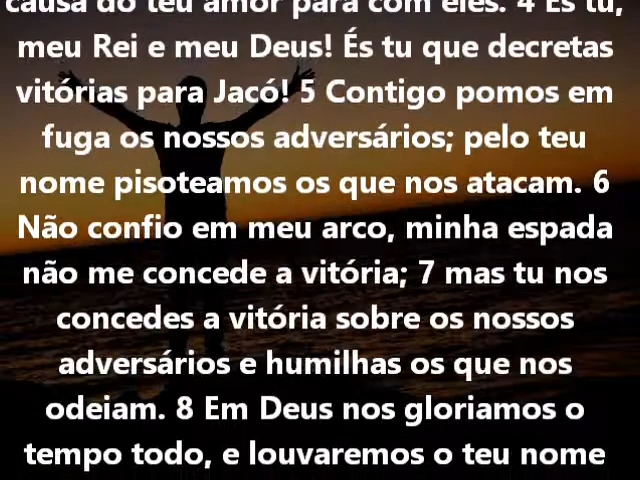 causa do teu amor para com eles. 4 És tu,
meu Rei e meu Deus! És tu que decretas
vitórias para Jacó! 5 Contigo pomos em
fuga os nossos adversários; pelo teu
nome pisoteamos os que nos atacam. 6
Não confio em meu arco, minha espada
não me concede a vitória; 7 mas tu nos
concedes a vitória sobre os nossos
adversários e humilhas os que nos
odeiam. 8 Em Deus nos gloriamos o
tempo todo, e louvaremos o teu nome